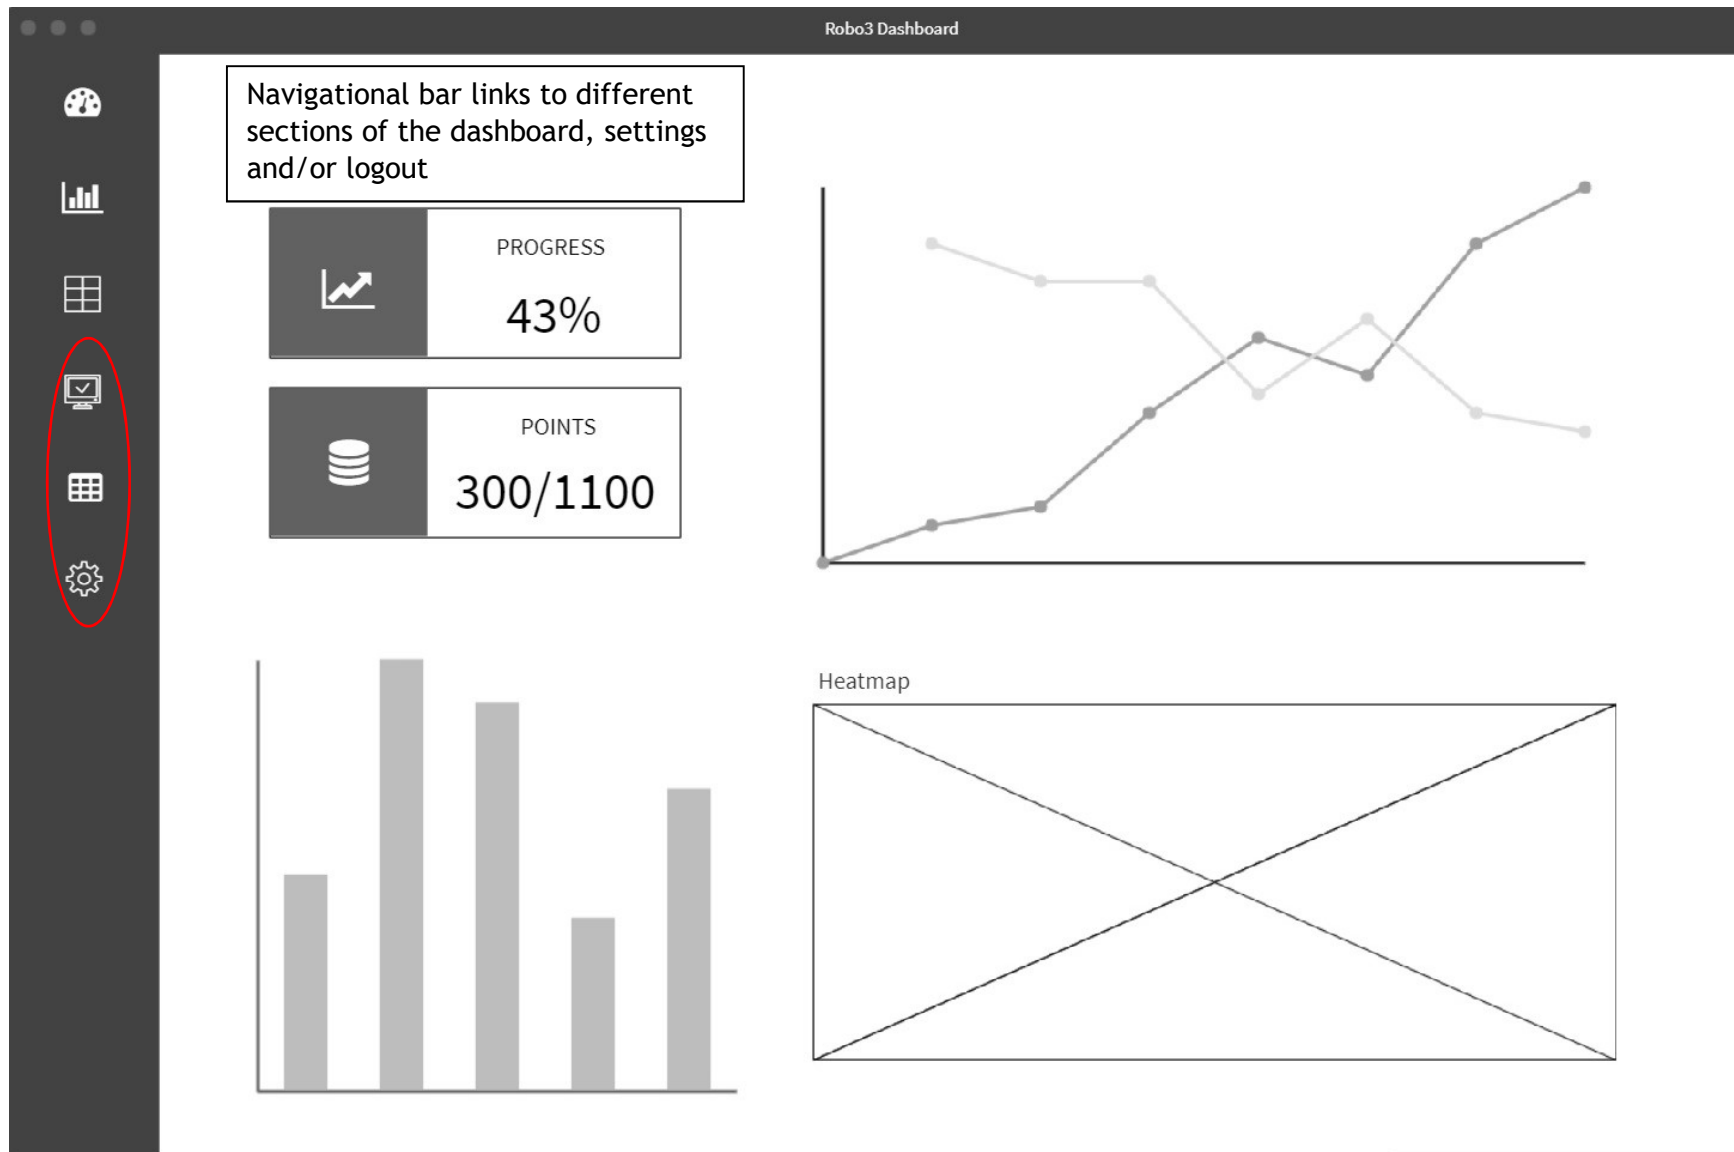 Robo3 Dashboard
Navigational bar links to different
sections of the dashboard, settings
and/or logout
PROGRESS
43%
POINTS
300/1100
Heatmap